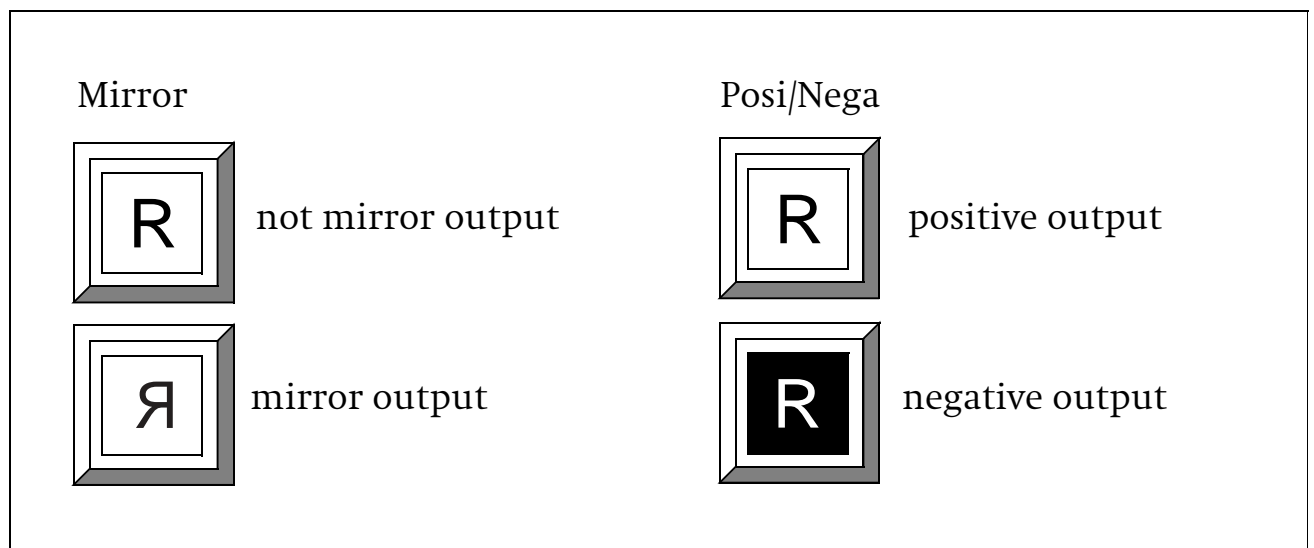 Mirror
R not mirror output
Я mirror output
Posi/Nega
R positive output
R negative output